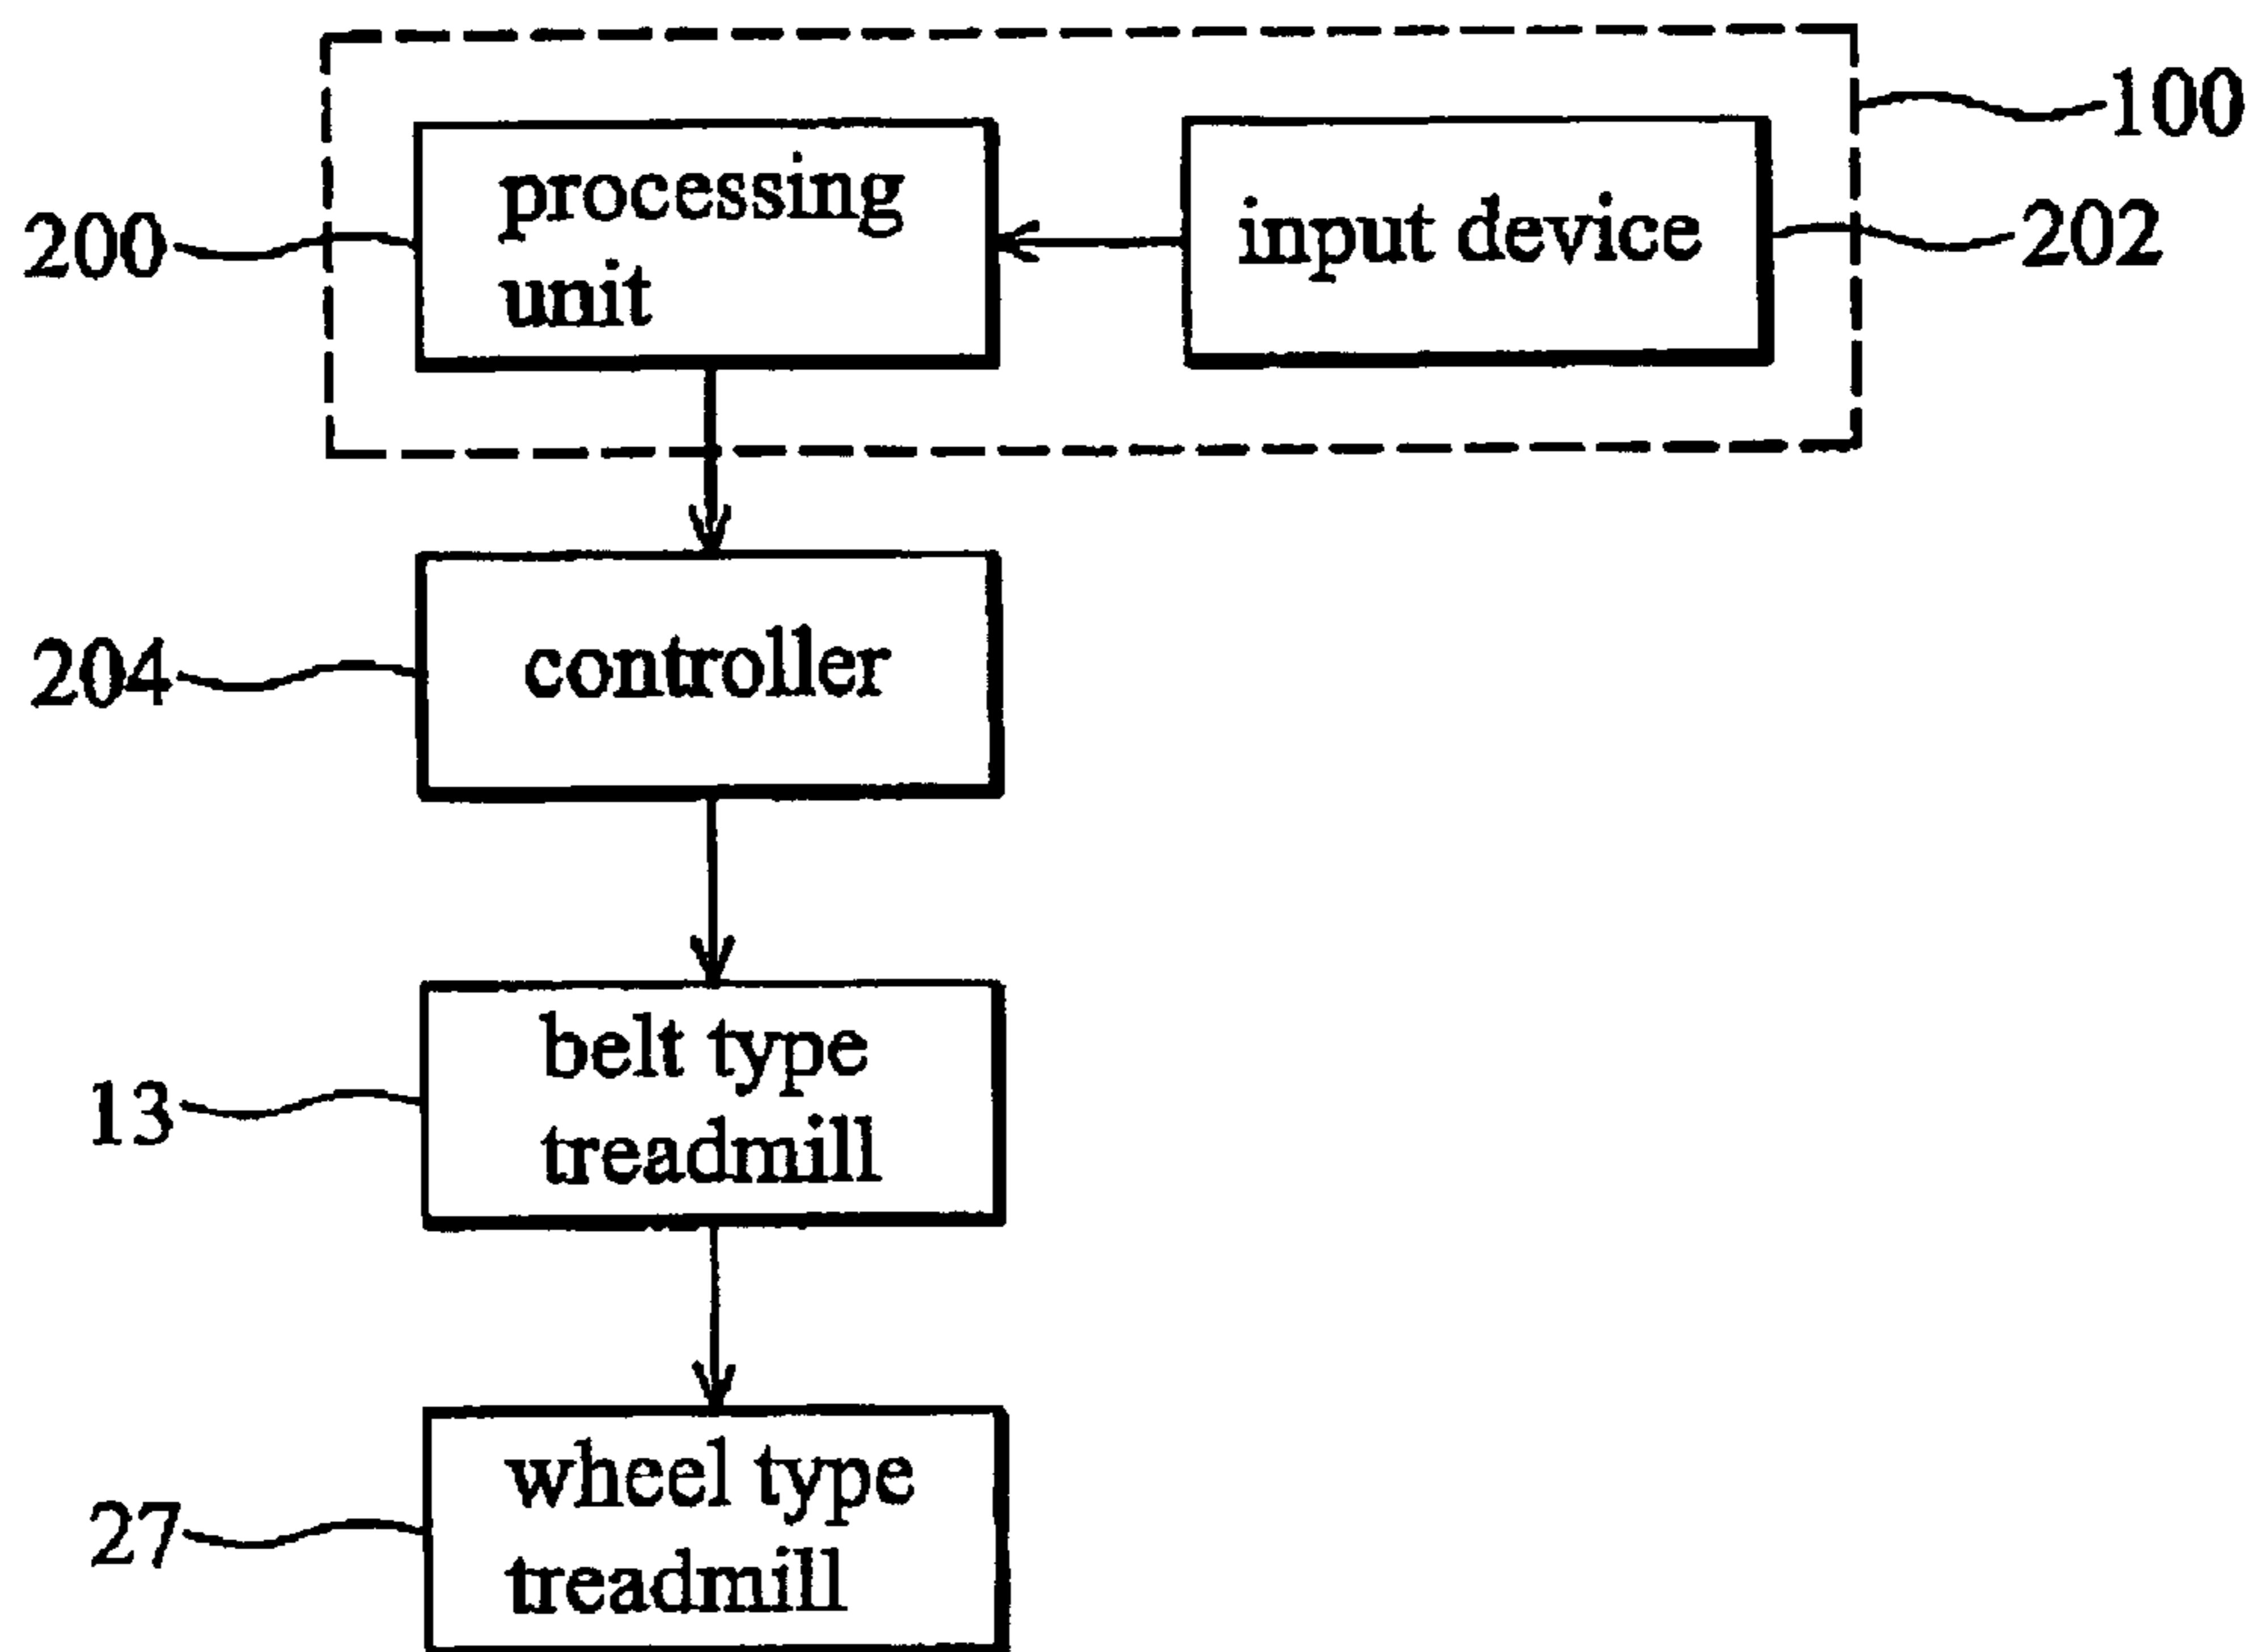 100
processing
unit
input device
200
202
controller
204
belt type
treadmill
13
wheel type
treadmill
27